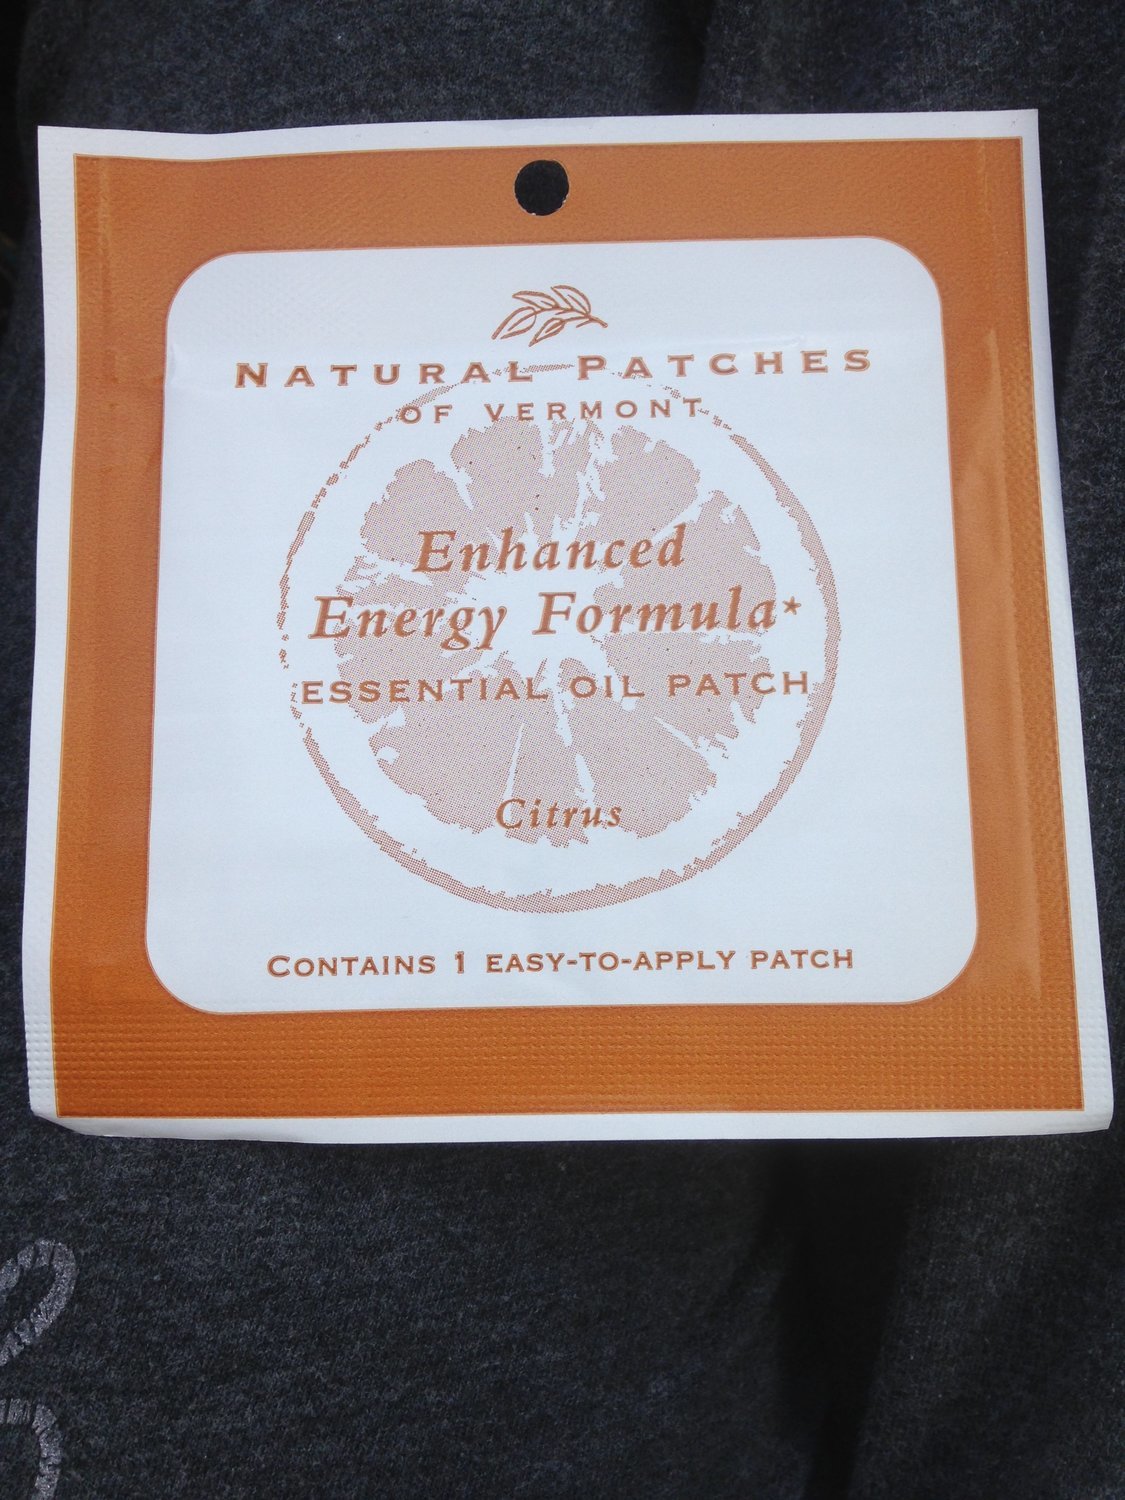 NATURAL PATCHES
OF VERMONT
Enhanced
Energy Formula*
ESSENTIAL OIL PATCH
Citrus
CONTAINS 1 EASY-TO-APPLY PATCH